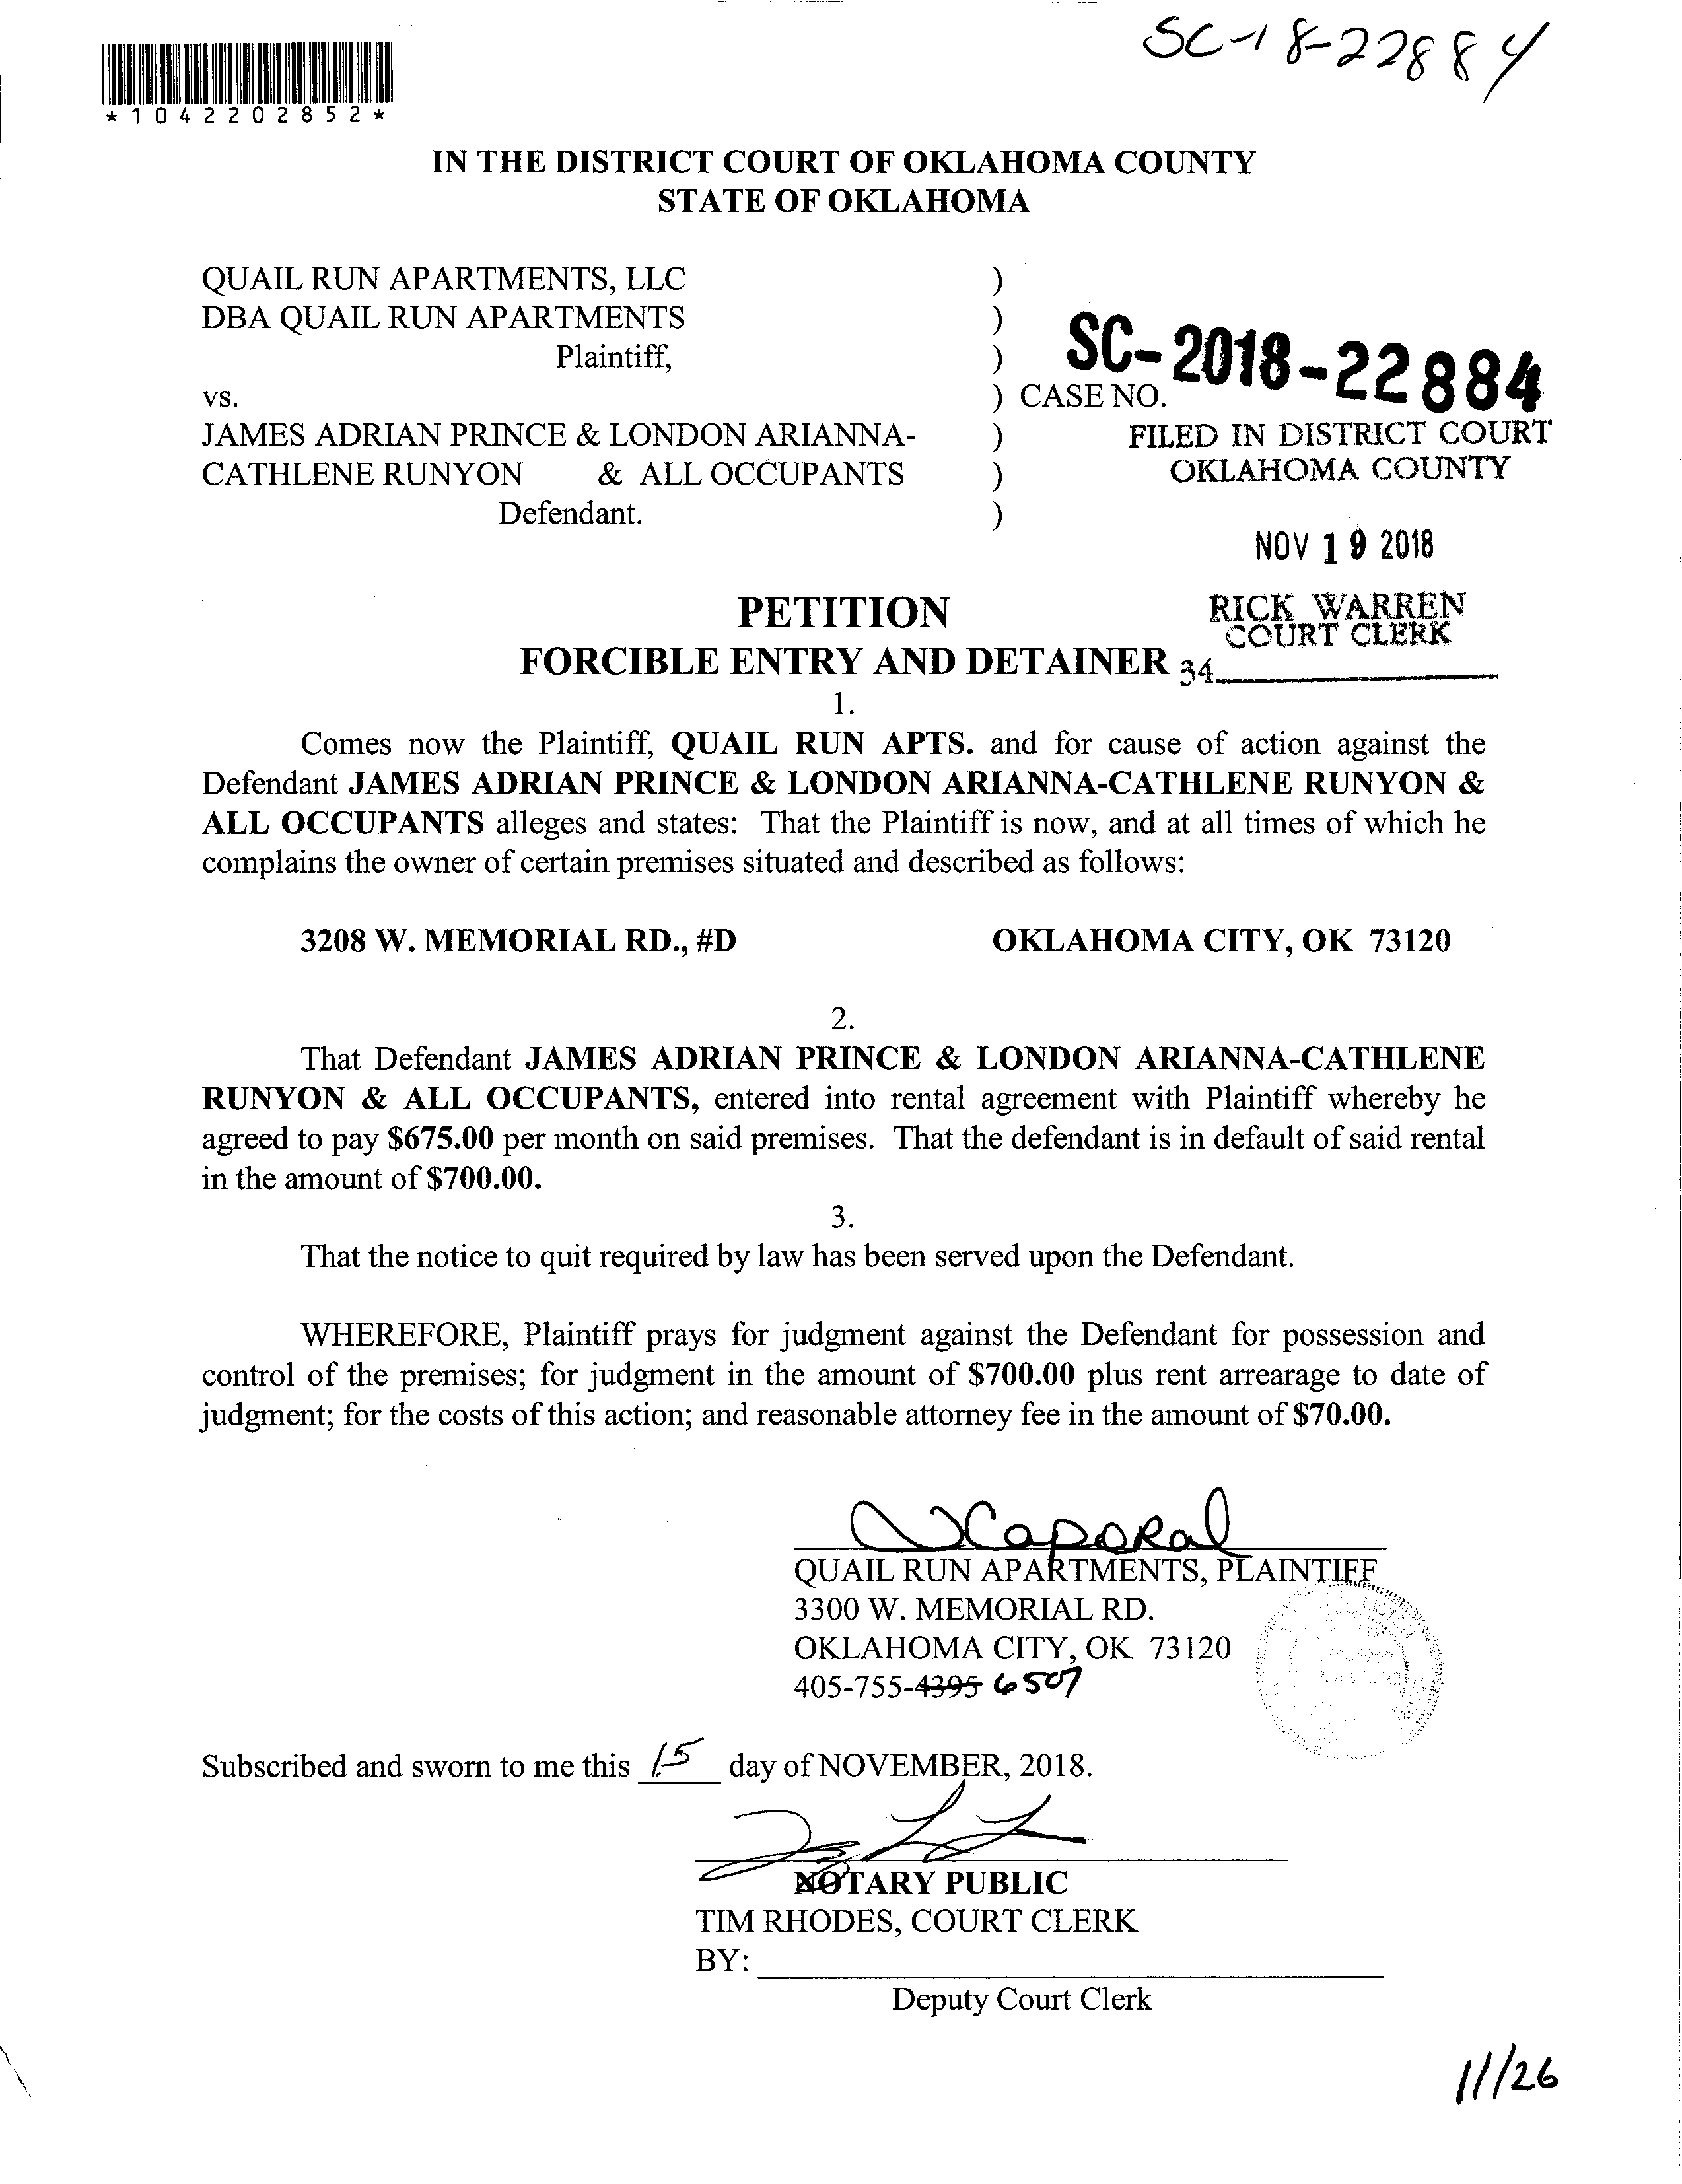 SC-18-22884
*1042202852*
IN THE DISTRICT COURT OF OKLAHOMA COUNTY
STATE OF OKLAHOMA
QUAIL RUN APARTMENTS, LLC )
DBA QUAIL RUN APARTMENTS )
Plaintiff, ) SC-2018-22884
vs. ) CASE NO.
JAMES ADRIAN PRINCE & LONDON ARIANNA- ) FILED IN DISTRICT COURT
CATHLENE RUNYON & ALL OCCUPANTS ) OKLAHOMA COUNTY
Defendant. )
NOV 19 2018
PETITION RICK WARREN
COURT CLERK
FORCIBLE ENTRY AND DETAINER 34
1.
Comes now the Plaintiff, QUAIL RUN APTS. and for cause of action against the
Defendant JAMES ADRIAN PRINCE & LONDON ARIANNA-CATHLENE RUNYON &
ALL OCCUPANTS alleges and states: That the Plaintiff is now, and at all times of which he
complains the owner of certain premises situated and described as follows:
3208 W. MEMORIAL RD., #D OKLAHOMA CITY, OK 73120
2.
That Defendant JAMES ADRIAN PRINCE & LONDON ARIANNA-CATHLENE
RUNYON & ALL OCCUPANTS, entered into rental agreement with Plaintiff whereby he
agreed to pay $675.00 per month on said premises. That the defendant is in default of said rental
in the amount of $700.00.
3.
That the notice to quit required by law has been served upon the Defendant.
WHEREFORE, Plaintiff prays for judgment against the Defendant for possession and
control of the premises; for judgment in the amount of $700.00 plus rent arrearage to date of
judgment; for the costs of this action; and reasonable attorney fee in the amount of $70.00.
Caporal
QUAIL RUN APARTMENTS, PLAINTIFF
3300 W. MEMORIAL RD.
OKLAHOMA CITY, OK 73120
405-755-4395 6507
Subscribed and sworn to me this 15 day of NOVEMBER, 2018.
NOTARY PUBLIC
TIM RHODES, COURT CLERK
BY:
Deputy Court Clerk
11/26